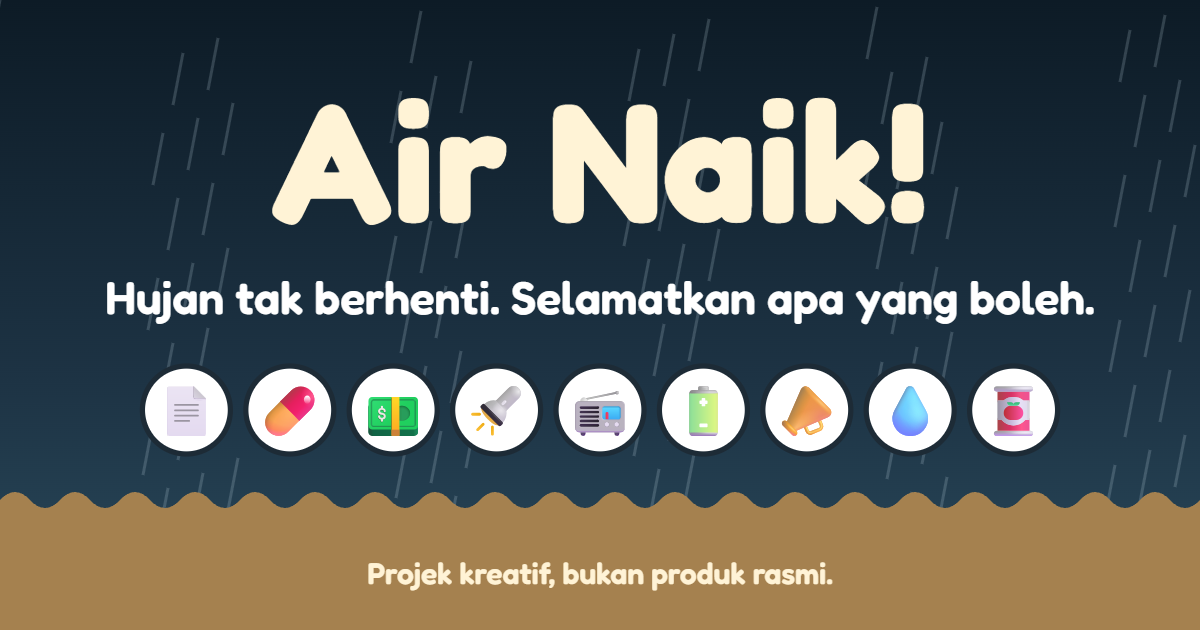 Air Naik!
Hujan tak berhenti. Selamatkan apa yang boleh.
$
Projek kreatif, bukan produk rasmi.